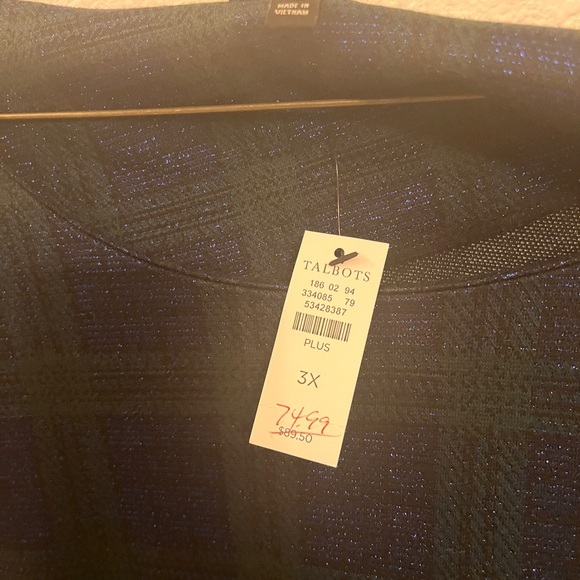 MADE IN
VIETNAM
TALBOTS
186 02 94
334085 79
53428387
PLUS
3X
74.99
$89.50